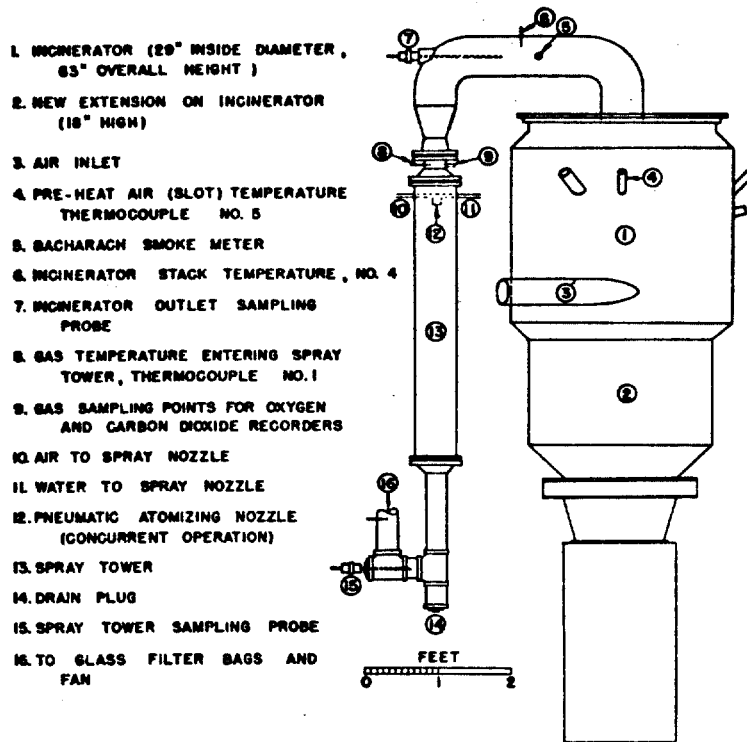 1. INCINERATOR (29" INSIDE DIAMETER,
63" OVERALL HEIGHT )
2. NEW EXTENSION ON INCINERATOR
(18" HIGH)
3. AIR INLET
4. PRE-HEAT AIR (SLOT) TEMPERATURE
THERMOCOUPLE NO. 5
5. BACHARACH SMOKE METER
6. INCINERATOR STACK TEMPERATURE, NO. 4
7. INCINERATOR OUTLET SAMPLING
PROBE
8. GAS TEMPERATURE ENTERING SPRAY
TOWER, THERMOCOUPLE NO. 1
9. GAS SAMPLING POINTS FOR OXYGEN
AND CARBON DIOXIDE RECORDERS
10. AIR TO SPRAY NOZZLE
11. WATER TO SPRAY NOZZLE
12. PNEUMATIC ATOMIZING NOZZLE
(CONCURRENT OPERATION)
13. SPRAY TOWER
14. DRAIN PLUG
15. SPRAY TOWER SAMPLING PROBE
16. TO GLASS FILTER BAGS AND
FAN
6
5
7
8
9
10
11
12
4
1
3
13
2
16
15
14
FEET
0 1 2